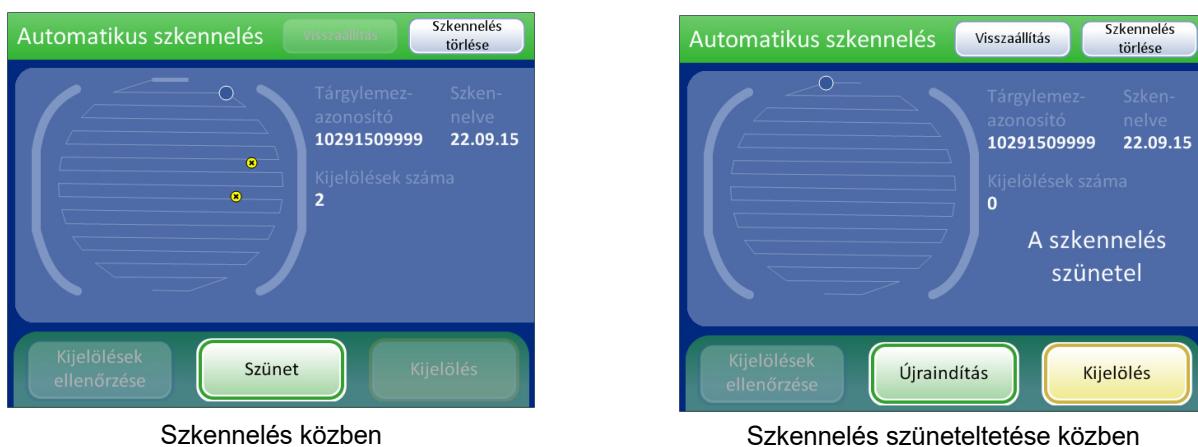 Automatikus szkennelés
Visszaállítás
Szkennelés
törlése
Tárgylemez-
azonosító
10291509999
Szken-
nelve
22.09.15
Kijelölések száma
2
Kijelölések
ellenőrzése
Szünet
Kijelölés
Szkennelés közben
Automatikus szkennelés
Visszaállítás
Szkennelés
törlése
Tárgylemez-
azonosító
10291509999
Szken-
nelve
22.09.15
Kijelölések száma
0
A szkennelés
szünetel
Kijelölések
ellenőrzése
Újraindítás
Kijelölés
Szkennelés szüneteltetése közben